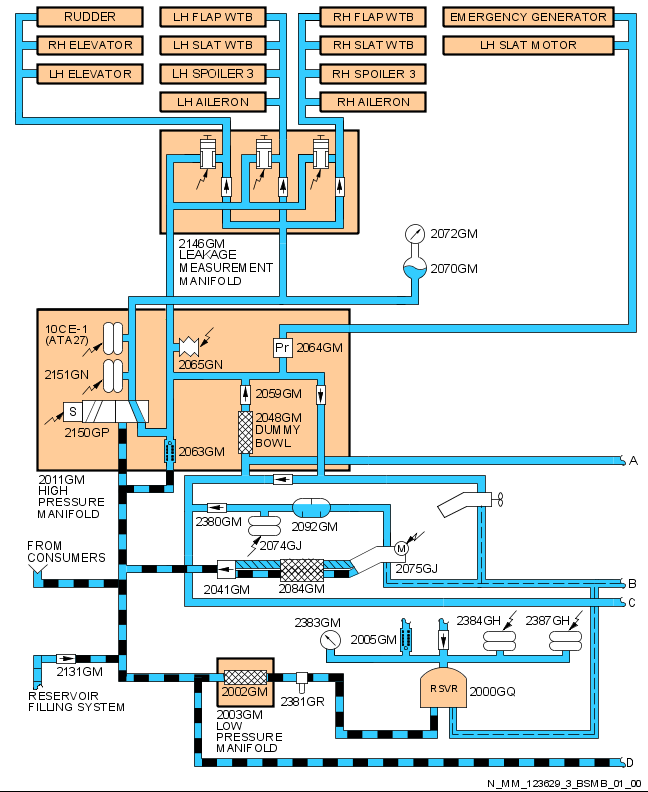 RUDDER
LH FLAP WTB
RH FLAP WTB
EMERGENCY GENERATOR
RH ELEVATOR
LH SLAT WTB
RH SLAT WTB
LH SLAT MOTOR
LH ELEVATOR
LH SPOILER 3
RH SPOILER 3
LH AILERON
RH AILERON
2146GM
LEAKAGE
MEASUREMENT
MANIFOLD
2072GM
2070GM
10CE-1
(ATA27)
2151GN
S
2150GP
2065GN
Pr
2064GM
2059GM
2048GM
DUMMY
BOWL
2063GM
A
2011GM
HIGH
PRESSURE
MANIFOLD
2380GM
2092GM
2074GJ
M
2075GJ
2041GM
2084GM
FROM
CONSUMERS
B
C
2383GM
2005GM
2384GH
2387GH
2131GM
RESERVOIR
FILLING SYSTEM
2002GM
2381GR
RSVR
2000GQ
2003GM
LOW
PRESSURE
MANIFOLD
D
N_MM_123629_3_BSMB_01_00